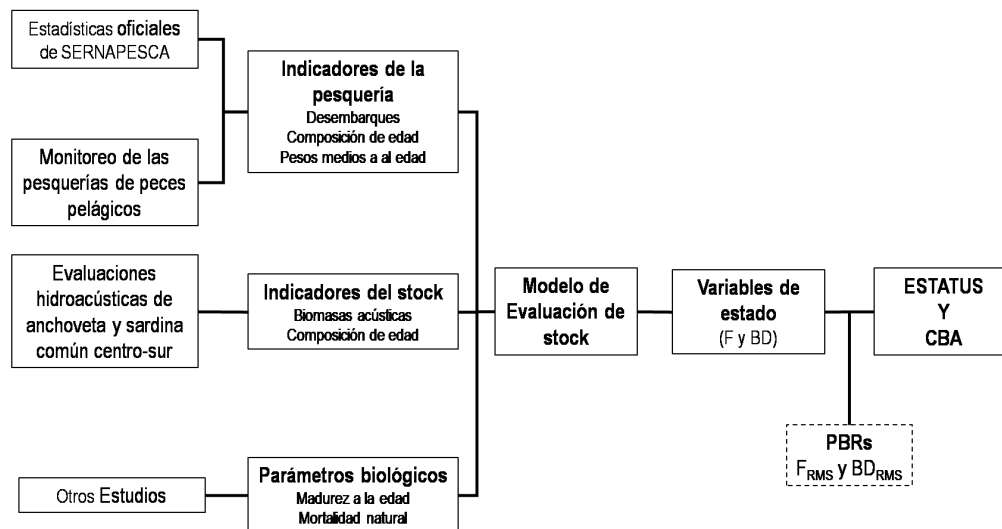 Estadísticas oficiales
de SERNAPESCA
Monitoreo de las
pesquerías de peces
pelágicos
Evaluaciones
hidroacústicas de
anchoveta y sardina
común centro-sur
Otros Estudios
Indicadores de la
pesquería
Desembarques
Composición de edad
Pesos medios a al edad
Indicadores del stock
Biomasas acústicas
Composición de edad
Parámetros biológicos
Madurez a la edad
Mortalidad natural
Modelo de
Evaluación de
stock
Variables de
estado
(F y BD)
ESTATUS
Y
CBA
PBRs
FRMS y BDRMS